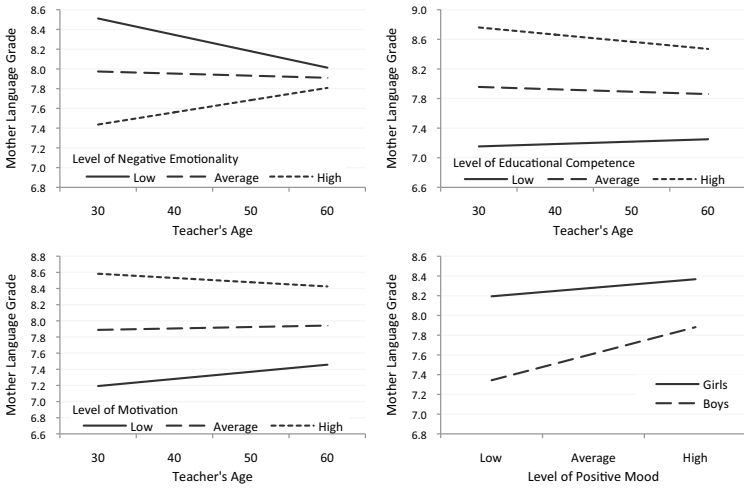 Mother Language Grade
8.6
8.4
8.2
8.0
7.8
7.6
7.4
7.2
7.0
6.8
Level of Negative Emotionality
Low Average High
30 40 50 60
Teacher's Age
Mother Language Grade
9.0
8.6
8.2
7.8
7.4
7.0
6.6
Level of Educational Competence
Low Average High
30 40 50 60
Teacher's Age
Mother Language Grade
8.8
8.6
8.4
8.2
8.0
7.8
7.6
7.4
7.2
7.0
6.8
6.6
Level of Motivation
Low Average High
30 40 50 60
Teacher's Age
Mother Language Grade
8.6
8.4
8.2
8.0
7.8
7.6
7.4
7.2
7.0
6.8
Girls
Boys
Low Average High
Level of Positive Mood